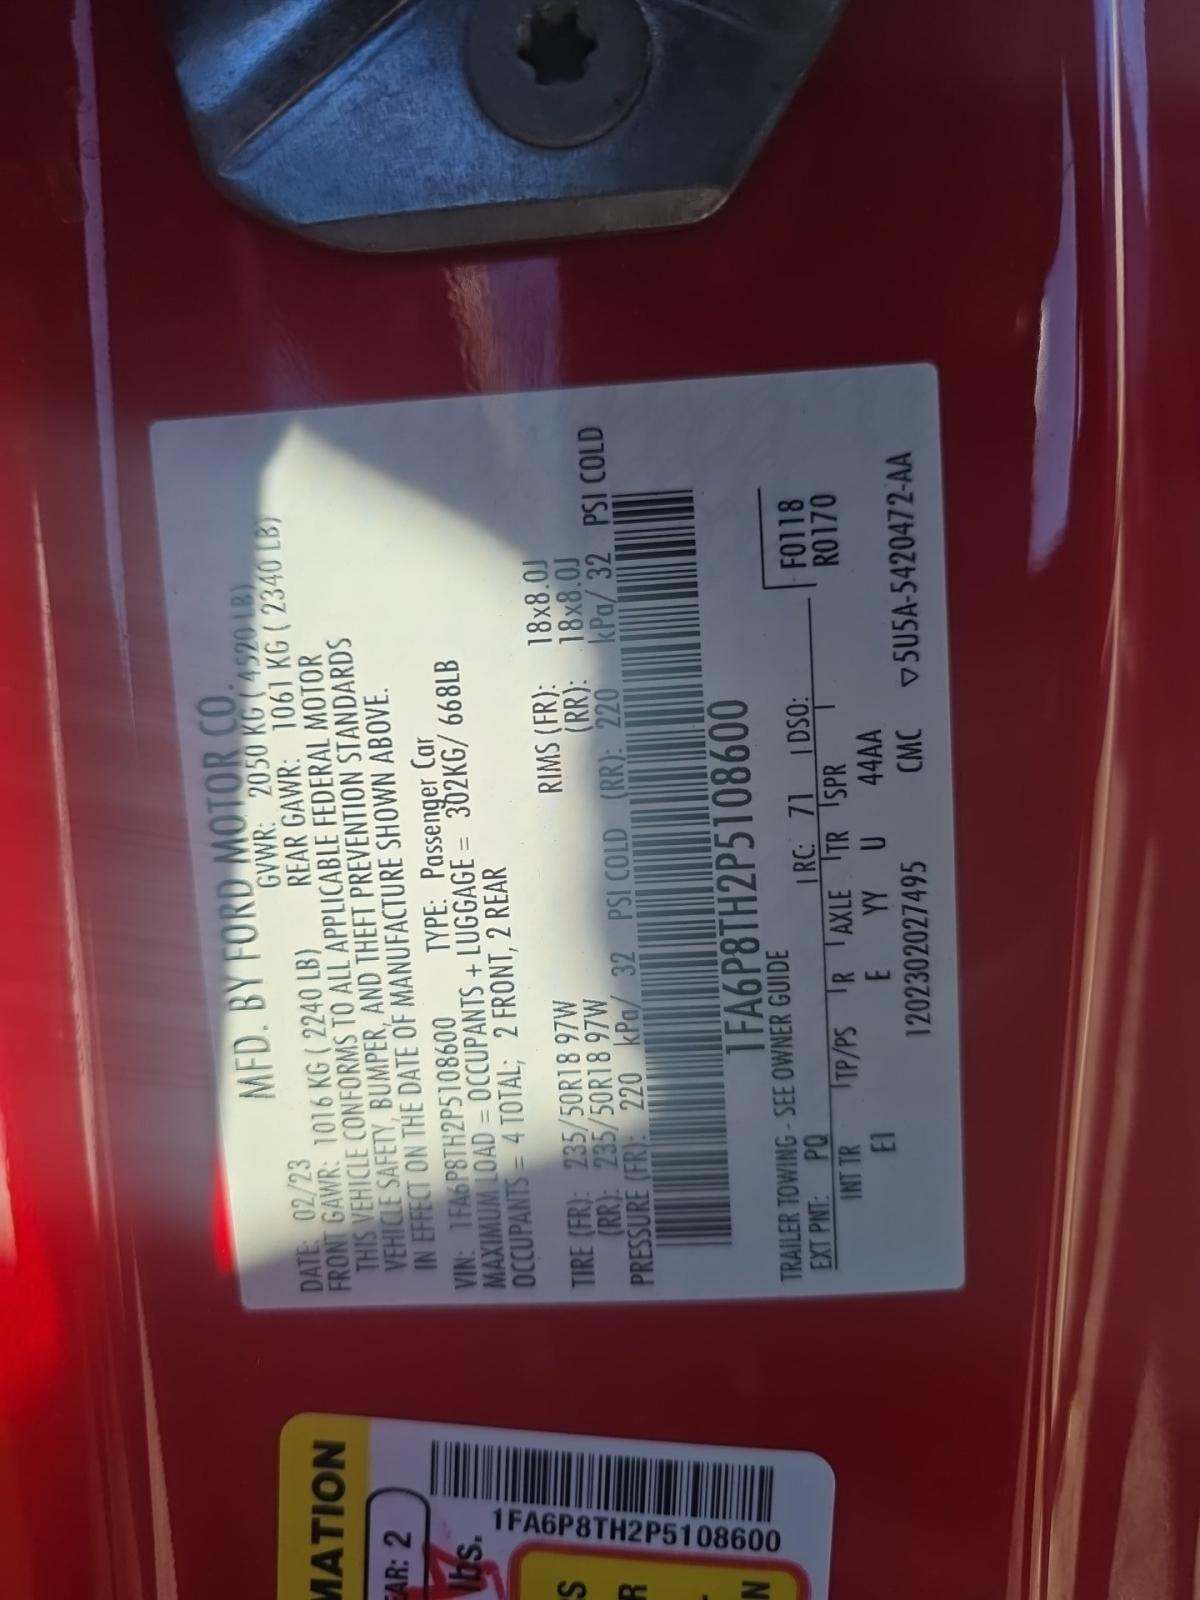 MFD. BY FORD MOTOR CO.
DATE: 02/23 GVWR: 2050 KG ( 4520 LB)
FRONT GAWR: 1016 KG ( 2240 LB) REAR GAWR: 1061 KG ( 2340 LB)
THIS VEHICLE CONFORMS TO ALL APPLICABLE FEDERAL MOTOR
VEHICLE SAFETY, BUMPER, AND THEFT PREVENTION STANDARDS
IN EFFECT ON THE DATE OF MANUFACTURE SHOWN ABOVE.
VIN: 1FA6P8TH2P5108600 TYPE: Passenger Car
MAXIMUM LOAD = OCCUPANTS + LUGGAGE = 302KG/ 668LB
OCCUPANTS = 4 TOTAL; 2 FRONT, 2 REAR
TIRE (FR): 235/50R18 97W RIMS (FR): 18x8.0J
(RR): 235/50R18 97W (RR): 18x8.0J
PRESSURE (FR): 220 kPa/ 32 PSI COLD (RR): 220 kPa/ 32 PSI COLD
1FA6P8TH2P5108600
TRAILER TOWING - SEE OWNER GUIDE
EXT PNT: PQ RC: 71 DSO: F0118
R0170
INT TR TP/PS R AXLE TR SPR
EI E YY U 44AA
1202302027495 CMC ▽5U5A-5420472-AA
MATION
EAR: 2
lbs.
1FA6P8TH2P5108600
S
R
N